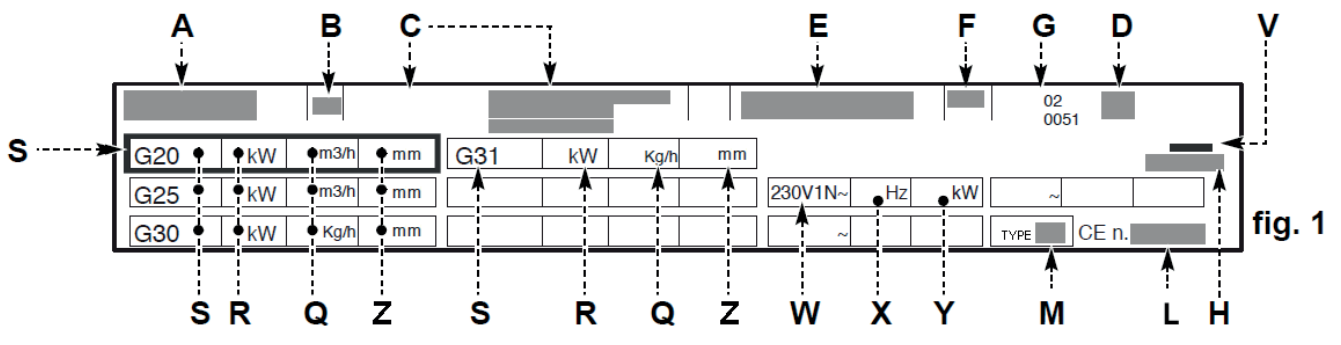 A B C E F G D V
02
0051
S G20 kW m3/h mm G31 kW Kg/h mm
G25 kW m3/h mm 230V1N~ Hz kW ~
G30 kW Kg/h mm ~ TYPE CE n.
fig. 1
S R Q Z S R Q Z W X Y M L H